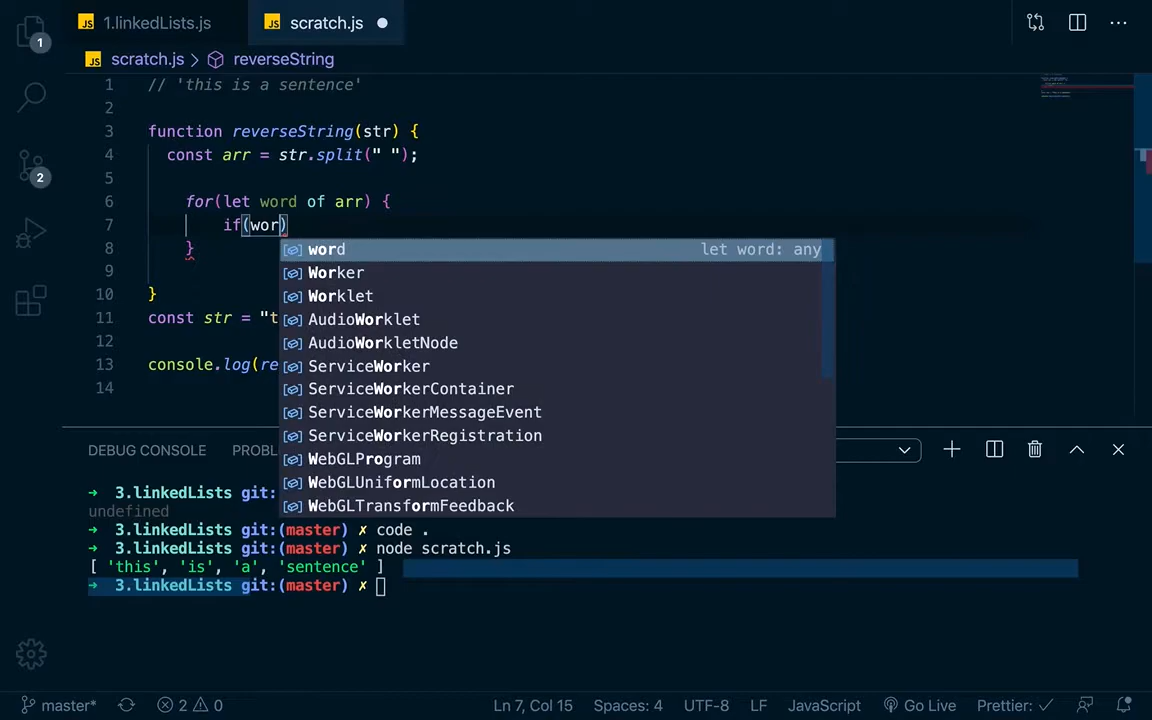 JS 1.linkedLists.js JS scratch.js ● ···
1
JS scratch.js > reverseString
1 // 'this is a sentence'
2
3 function reverseString(str) {
4 const arr = str.split(" ");
5
6 for(let word of arr) {
7 if(wor)
8 }
9
10 }
11 const str = "t
12
13 console.log(re
14
2
word let word: any
Worker
Worklet
AudioWorklet
AudioWorkletNode
ServiceWorker
ServiceWorkerContainer
ServiceWorkerMessageEvent
ServiceWorkerRegistration
WebGLProgram
WebGLUniformLocation
WebGLTransformFeedback
DEBUG CONSOLE PROBL
➜ 3.linkedLists git:
undefined
➜ 3.linkedLists git:(master) ✗ code .
➜ 3.linkedLists git:(master) ✗ node scratch.js
[ 'this', 'is', 'a', 'sentence' ]
➜ 3.linkedLists git:(master) ✗
master* 2 0 Ln 7, Col 15 Spaces: 4 UTF-8 LF JavaScript Go Live Prettier: ✓